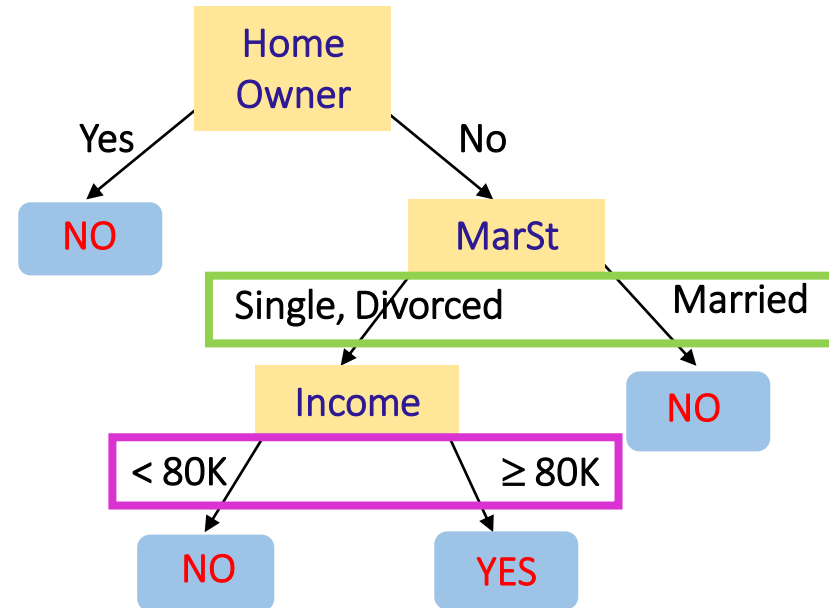 Home
Owner
Yes
No
NO
MarSt
Single, Divorced
Married
Income
NO
< 80K
≥ 80K
NO
YES